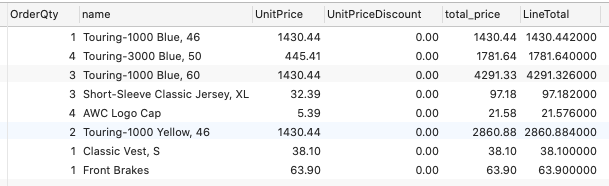 OrderQty name UnitPrice UnitPriceDiscount total_price LineTotal
1 Touring-1000 Blue, 46 1430.44 0.00 1430.44 1430.442000
4 Touring-3000 Blue, 50 445.41 0.00 1781.64 1781.640000
3 Touring-1000 Blue, 60 1430.44 0.00 4291.33 4291.326000
3 Short-Sleeve Classic Jersey, XL 32.39 0.00 97.18 97.182000
4 AWC Logo Cap 5.39 0.00 21.58 21.576000
2 Touring-1000 Yellow, 46 1430.44 0.00 2860.88 2860.884000
1 Classic Vest, S 38.10 0.00 38.10 38.100000
1 Front Brakes 63.90 0.00 63.90 63.900000